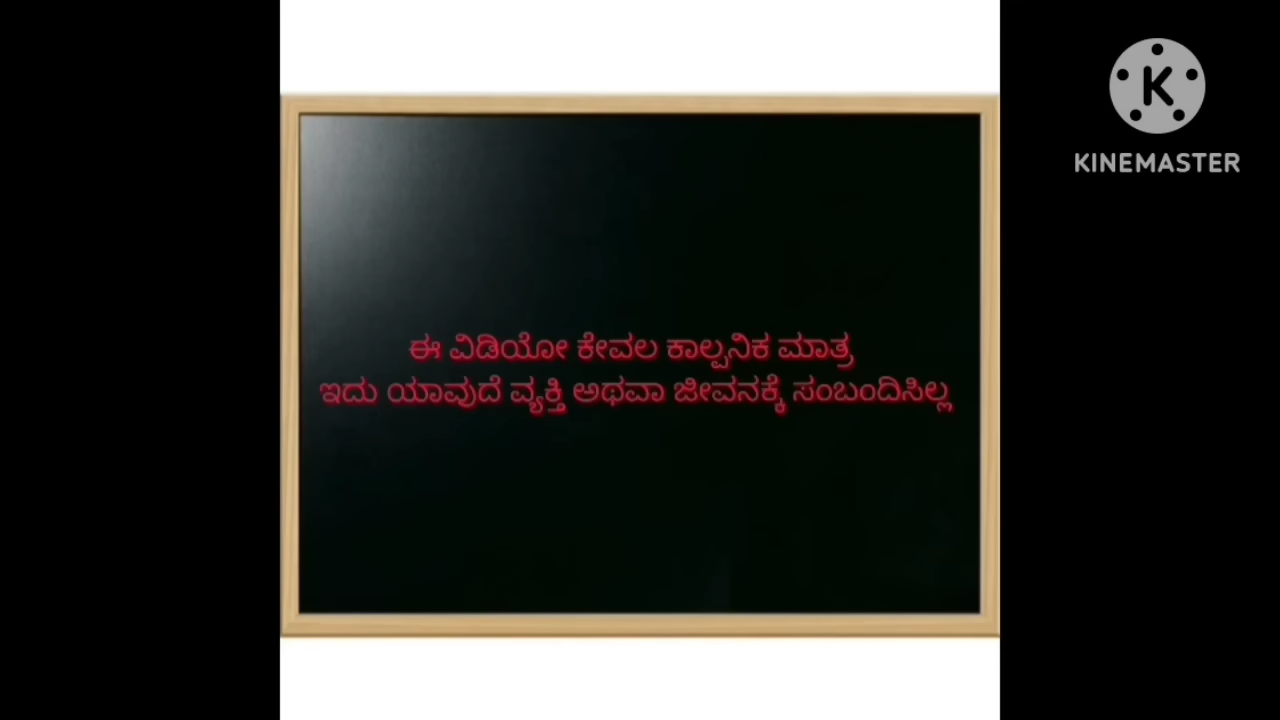 KINEMASTER
ಈ ವಿಡಿಯೋ ಕೇವಲ ಕಾಲ್ಪನಿಕ ಮಾತ್ರ
ಇದು ಯಾವುದೆ ವ್ಯಕ್ತಿ ಅಥವಾ ಜೀವನಕ್ಕೆ ಸಂಬಂದಿಸಿಲ್ಲ